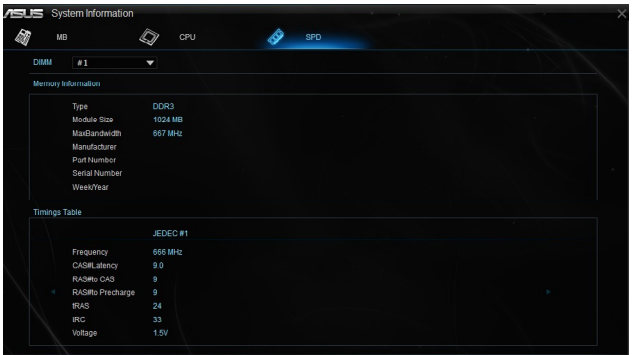 ASUS System Information
MB CPU SPD
DIMM #1
Memory Information
Type DDR3
Module Size 1024 MB
MaxBandwidth 667 MHz
Manufacturer
Port Number
Serial Number
Week/Year
Timings Table
JEDEC #1
Frequency 666 MHz
CAS#Latency 9.0
RAS#to CAS 9
RAS#to Precharge 9
tRAS 24
tRC 33
Voltage 1.5V